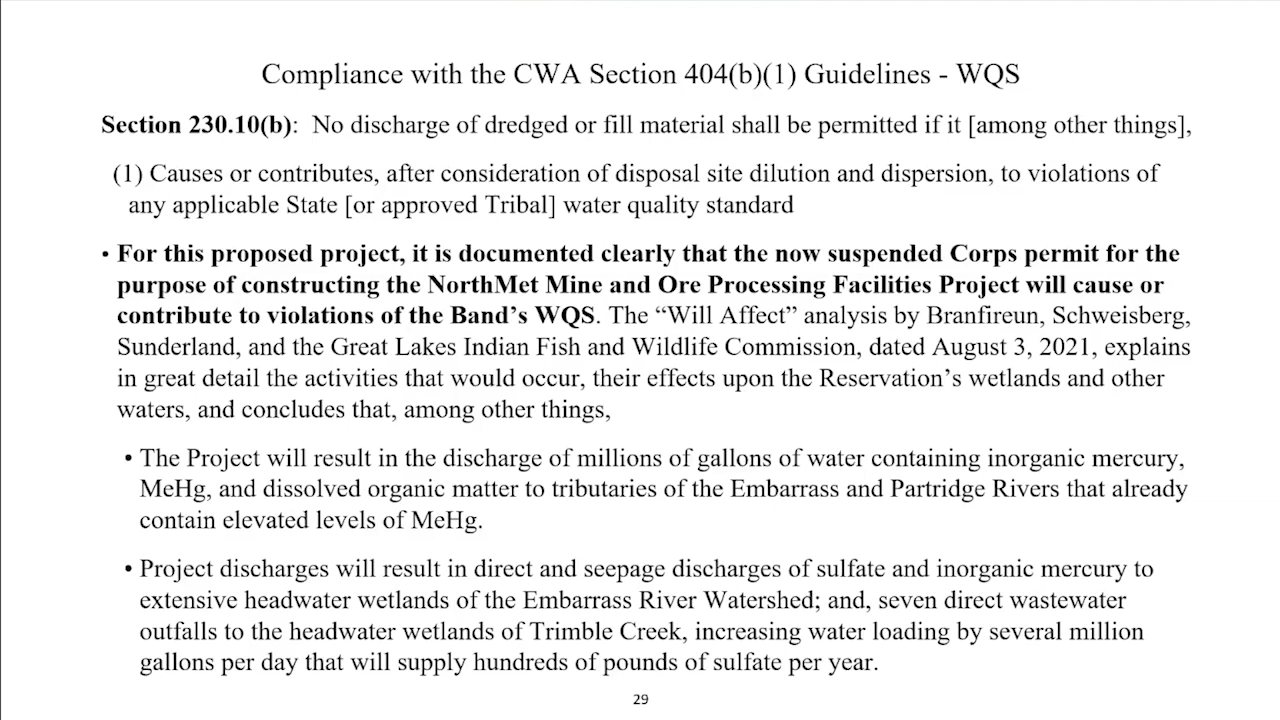 Compliance with the CWA Section 404(b)(1) Guidelines - WQS
Section 230.10(b): No discharge of dredged or fill material shall be permitted if it [among other things],
(1) Causes or contributes, after consideration of disposal site dilution and dispersion, to violations of
any applicable State [or approved Tribal] water quality standard
• For this proposed project, it is documented clearly that the now suspended Corps permit for the
purpose of constructing the NorthMet Mine and Ore Processing Facilities Project will cause or
contribute to violations of the Band’s WQS. The “Will Affect” analysis by Branfireun, Schweisberg,
Sunderland, and the Great Lakes Indian Fish and Wildlife Commission, dated August 3, 2021, explains
in great detail the activities that would occur, their effects upon the Reservation’s wetlands and other
waters, and concludes that, among other things,
• The Project will result in the discharge of millions of gallons of water containing inorganic mercury,
MeHg, and dissolved organic matter to tributaries of the Embarrass and Partridge Rivers that already
contain elevated levels of MeHg.
• Project discharges will result in direct and seepage discharges of sulfate and inorganic mercury to
extensive headwater wetlands of the Embarrass River Watershed; and, seven direct wastewater
outfalls to the headwater wetlands of Trimble Creek, increasing water loading by several million
gallons per day that will supply hundreds of pounds of sulfate per year.
29